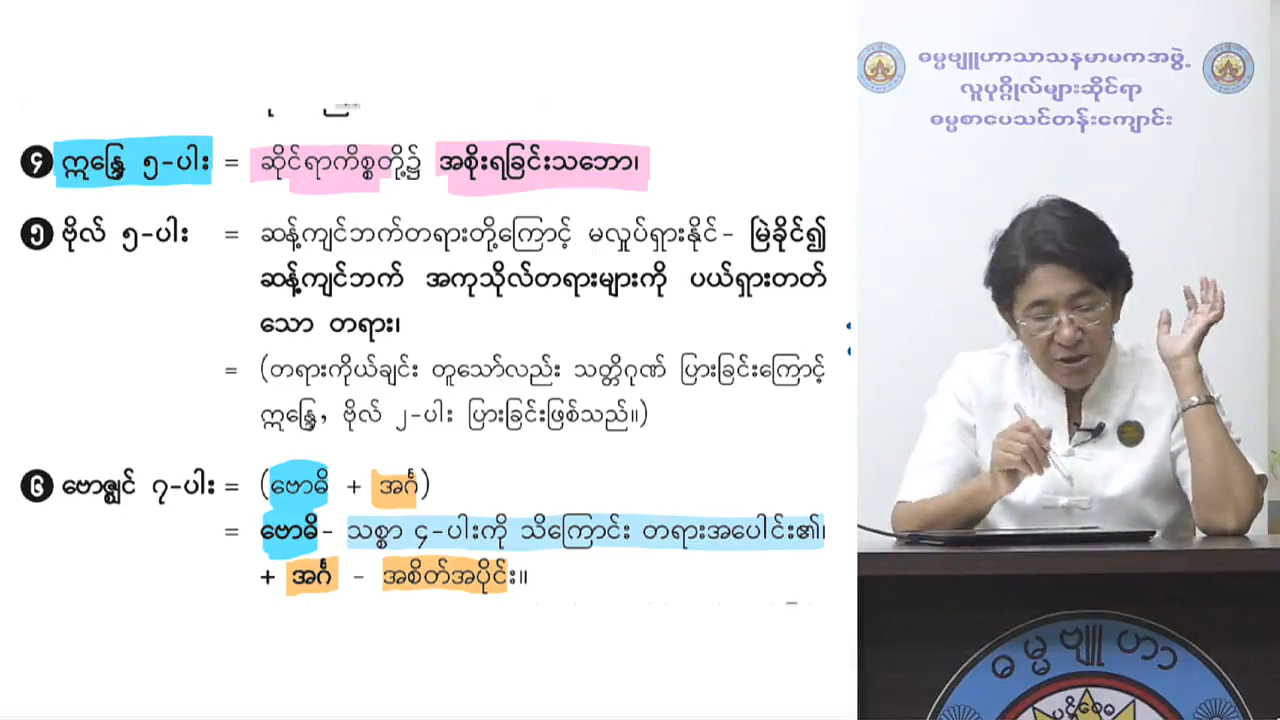 ၄ ဣန္ဒြေ ၅-ပါး = ဆိုင်ရာကိစ္စတို့၌ အစိုးရခြင်းသဘော၊
၅ ဗိုလ် ၅-ပါး = ဆန့်ကျင်ဘက်တရားတို့ကြောင့် မလှုပ်ရှားနိုင်- မြဲခိုင်၍
ဆန့်ကျင်ဘက် အကုသိုလ်တရားများကို ပယ်ရှားတတ်
သော တရား၊
= (တရားကိုယ်ချင်း တူသော်လည်း သတ္တိဂုဏ် ပြားခြင်းကြောင့်
ဣန္ဒြေ, ဗိုလ် ၂-ပါး ပြားခြင်းဖြစ်သည်။)
၆ ဗောဇ္ဈင် ၇-ပါး = (ဗောဓိ + အင်္ဂ)
= ဗောဓိ- သစ္စာ ၄-ပါးကို သိကြောင်း တရားအပေါင်း၏၊
+ အင်္ဂ - အစိတ်အပိုင်း။
ဓမ္မဗျူဟာသာသနမာမကအဖွဲ့
လူပုဂ္ဂိုလ်များဆိုင်ရာ
ဓမ္မစာပေသင်တန်းကျောင်း
ဓမ္မဗျူဟာ
ပဋိဝေဓ